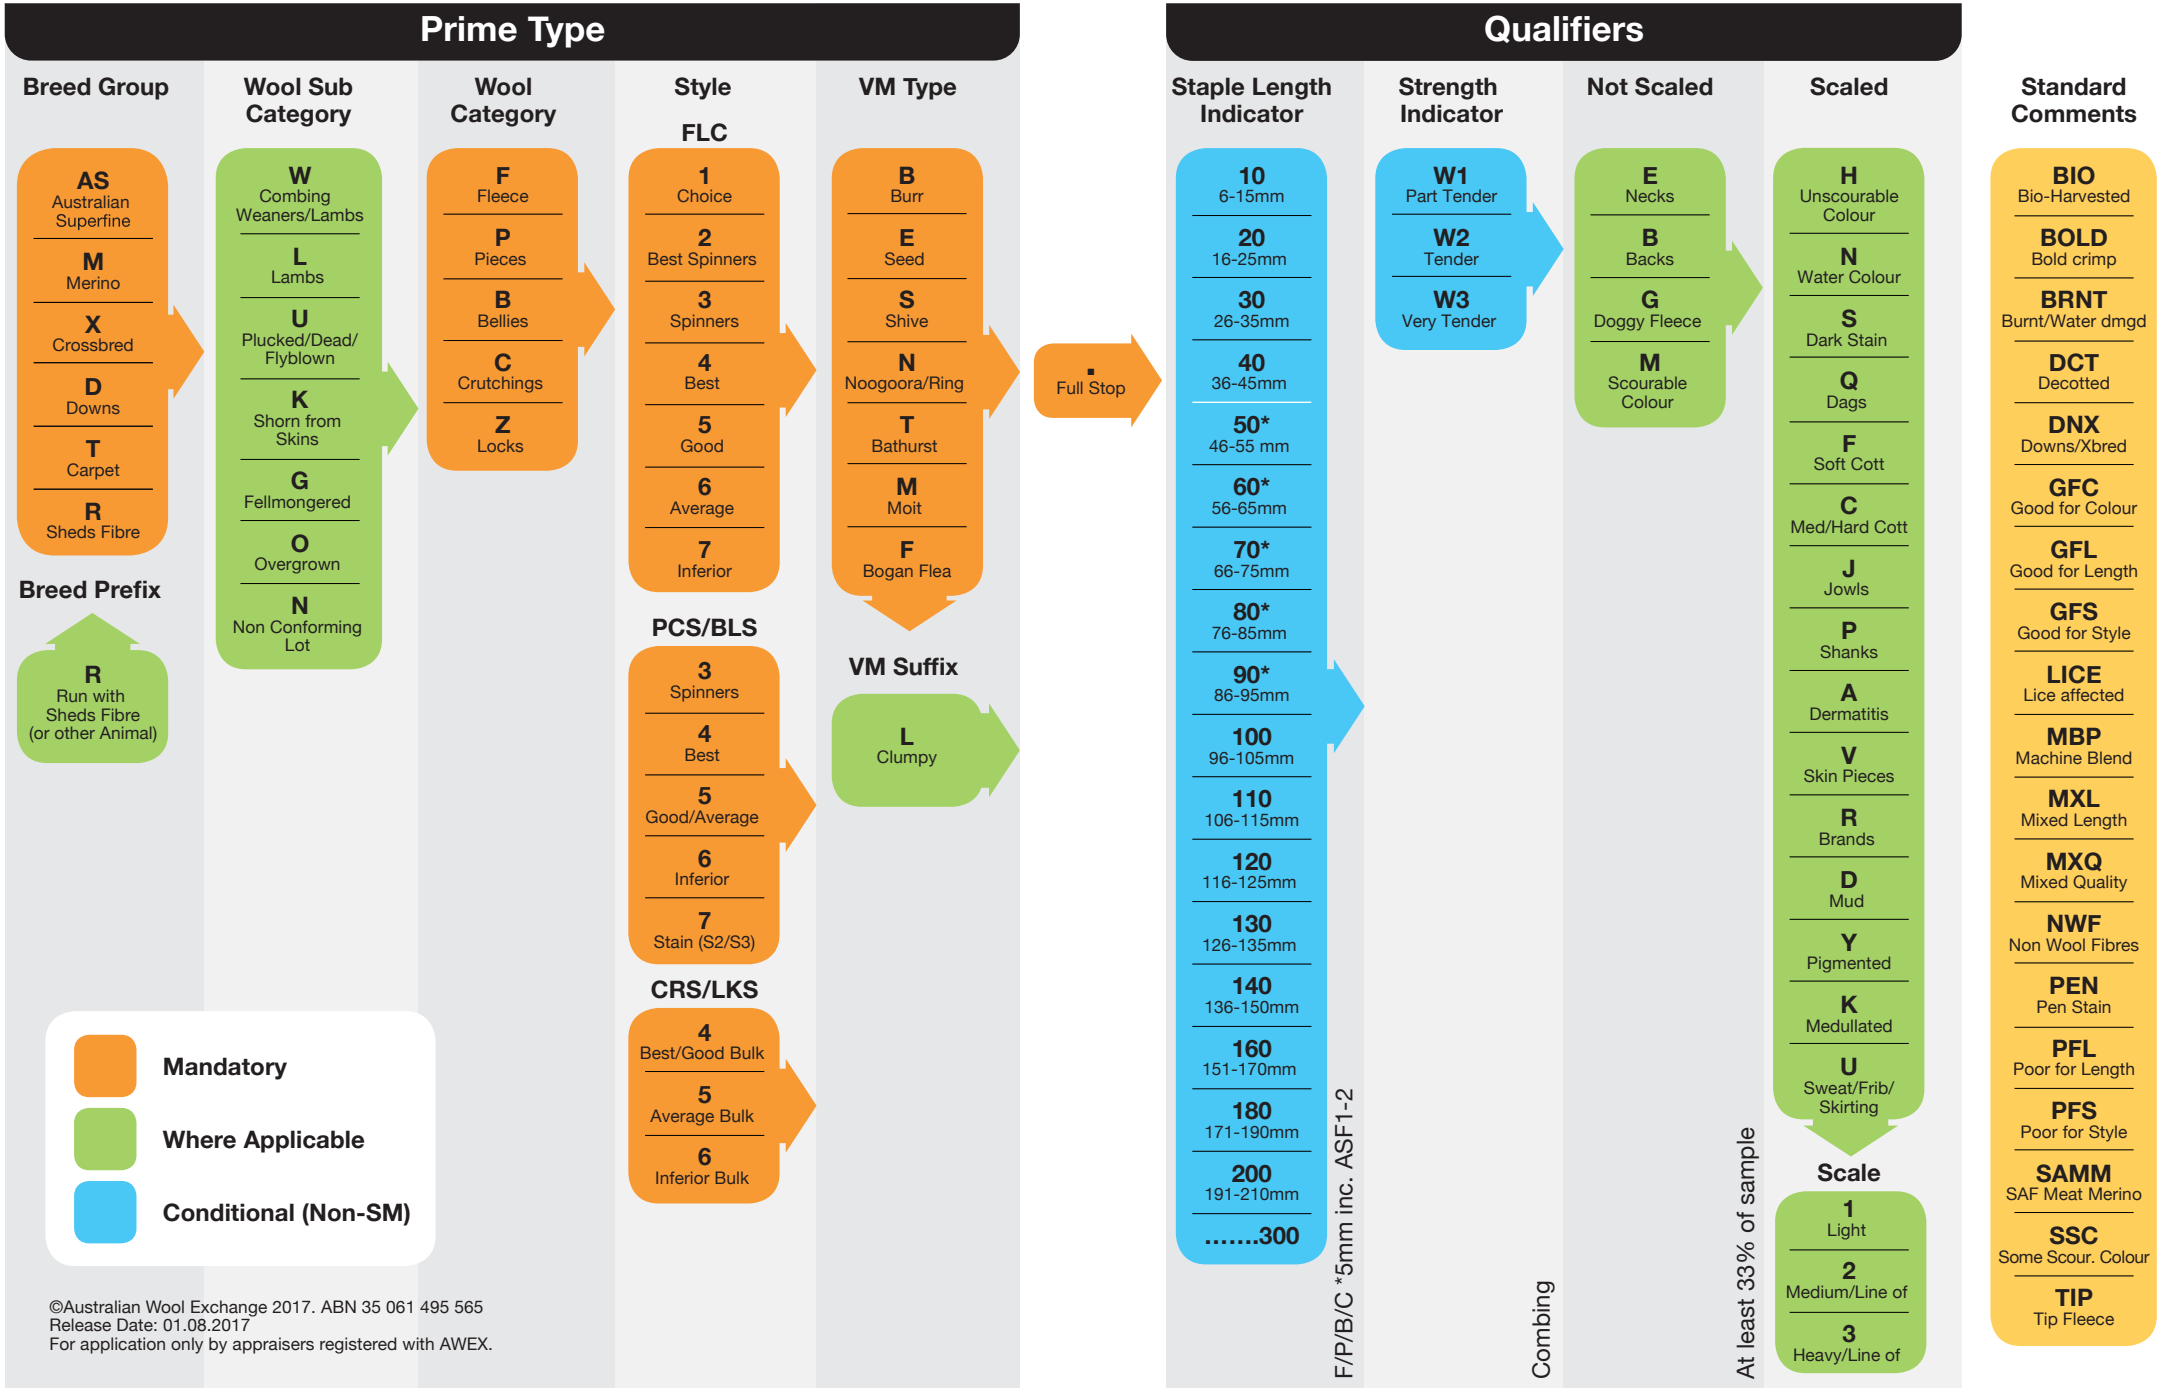 Prime Type
Breed Group
AS
Australian
Superfine
M
Merino
X
Crossbred
D
Downs
T
Carpet
R
Sheds Fibre
Breed Prefix
R
Run with
Sheds Fibre
(or other Animal)
Wool Sub
Category
W
Combing
Weaners/Lambs
L
Lambs
U
Plucked/Dead/
Flyblown
K
Shorn from
Skins
G
Fellmongered
O
Overgrown
N
Non Conforming
Lot
Wool
Category
F
Fleece
P
Pieces
B
Bellies
C
Crutchings
Z
Locks
Style
FLC
1
Choice
2
Best Spinners
3
Spinners
4
Best
5
Good
6
Average
7
Inferior
PCS/BLS
3
Spinners
4
Best
5
Good/Average
6
Inferior
7
Stain (S2/S3)
CRS/LKS
4
Best/Good Bulk
5
Average Bulk
6
Inferior Bulk
VM Type
B
Burr
E
Seed
S
Shive
N
Noogoora/Ring
T
Bathurst
M
Moit
F
Bogan Flea
VM Suffix
L
Clumpy
.
Full Stop
Qualifiers
Staple Length
Indicator
10
6-15mm
20
16-25mm
30
26-35mm
40
36-45mm
50*
46-55 mm
60*
56-65mm
70*
66-75mm
80*
76-85mm
90*
86-95mm
100
96-105mm
110
106-115mm
120
116-125mm
130
126-135mm
140
136-150mm
160
151-170mm
180
171-190mm
200
191-210mm
.......300
F/P/B/C *5mm inc. ASF1-2
Strength
Indicator
W1
Part Tender
W2
Tender
W3
Very Tender
Combing
Not Scaled
E
Necks
B
Backs
G
Doggy Fleece
M
Scourable
Colour
At least 33% of sample
Scaled
H
Unscourable
Colour
N
Water Colour
S
Dark Stain
Q
Dags
F
Soft Cott
C
Med/Hard Cott
J
Jowls
P
Shanks
A
Dermatitis
V
Skin Pieces
R
Brands
D
Mud
Y
Pigmented
K
Medullated
U
Sweat/Frib/
Skirting
Scale
1
Light
2
Medium/Line of
3
Heavy/Line of
Standard
Comments
BIO
Bio-Harvested
BOLD
Bold crimp
BRNT
Burnt/Water dmgd
DCT
Decotted
DNX
Downs/Xbred
GFC
Good for Colour
GFL
Good for Length
GFS
Good for Style
LICE
Lice affected
MBP
Machine Blend
MXL
Mixed Length
MXQ
Mixed Quality
NWF
Non Wool Fibres
PEN
Pen Stain
PFL
Poor for Length
PFS
Poor for Style
SAMM
SAF Meat Merino
SSC
Some Scour. Colour
TIP
Tip Fleece
Mandatory
Where Applicable
Conditional (Non-SM)
©Australian Wool Exchange 2017. ABN 35 061 495 565
Release Date: 01.08.2017
For application only by appraisers registered with AWEX.